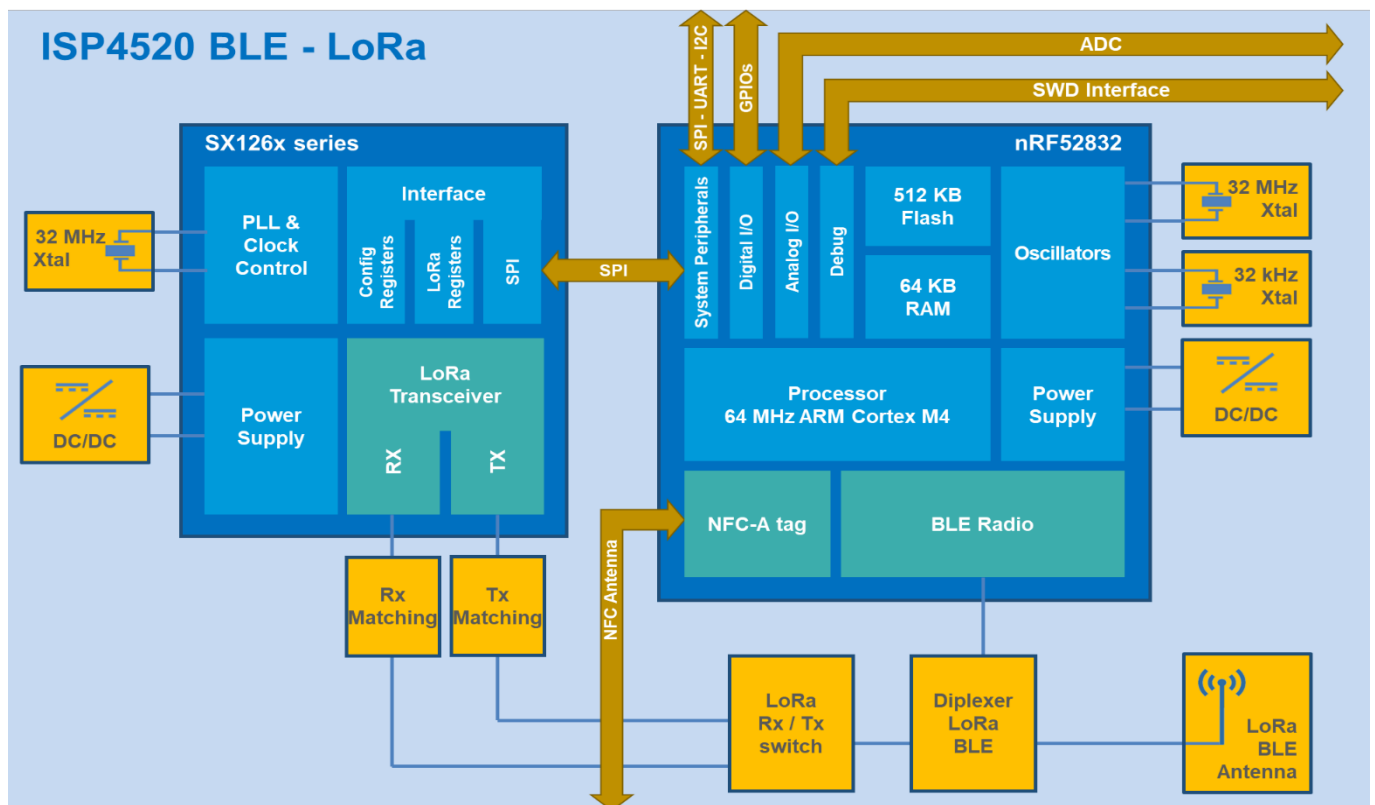 ISP4520 BLE - LoRa
SPI - UART - I2C
GPIOs
ADC
SWD Interface
SX126x series
PLL &
Clock
Control
Interface
Config
Registers
LoRa
Registers
SPI
32 MHz
Xtal
Power
Supply
DC/DC
LoRa
Transceiver
RX
TX
SPI
nRF52832
System Peripherals
Digital I/O
Analog I/O
Debug
512 KB
Flash
64 KB
RAM
Oscillators
32 MHz
Xtal
32 kHz
Xtal
Processor
64 MHz ARM Cortex M4
Power
Supply
DC/DC
NFC-A tag
BLE Radio
NFC Antenna
Rx
Matching
Tx
Matching
LoRa
Rx / Tx
switch
Diplexer
LoRa
BLE
LoRa
BLE
Antenna